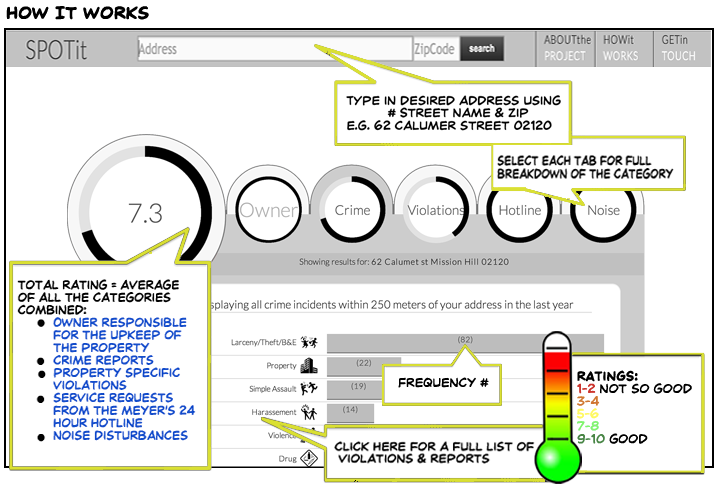 HOW IT WORKS
SPOTit
Address
ZipCode
search
ABOUTthe
PROJECT
HOWit
WORKS
GETin
TOUCH
TYPE IN DESIRED ADDRESS USING
# STREET NAME & ZIP
E.G. 62 CALUMER STREET 02120
SELECT EACH TAB FOR FULL
BREAKDOWN OF THE CATEGORY
7.3
Owner
Crime
Violations
Hotline
Noise
Showing results for: 62 Calumet st Mission Hill 02120
TOTAL RATING = AVERAGE
OF ALL THE CATEGORIES
COMBINED:
● OWNER RESPONSIBLE
FOR THE UPKEEP OF
THE PROPERTY
● CRIME REPORTS
● PROPERTY SPECIFIC
VIOLATIONS
● SERVICE REQUESTS
FROM THE MEYER'S 24
HOUR HOTLINE
● NOISE DISTURBANCES
splaying all crime incidents within 250 meters of your address in the last year
Larceny/Theft/B&E
(82)
Property
(22)
Simple Assault
(19)
Harassement
(14)
Violence
Drug
FREQUENCY #
CLICK HERE FOR A FULL LIST OF
VIOLATIONS & REPORTS
RATINGS:
1-2 NOT SO GOOD
3-4
5-6
7-8
9-10 GOOD